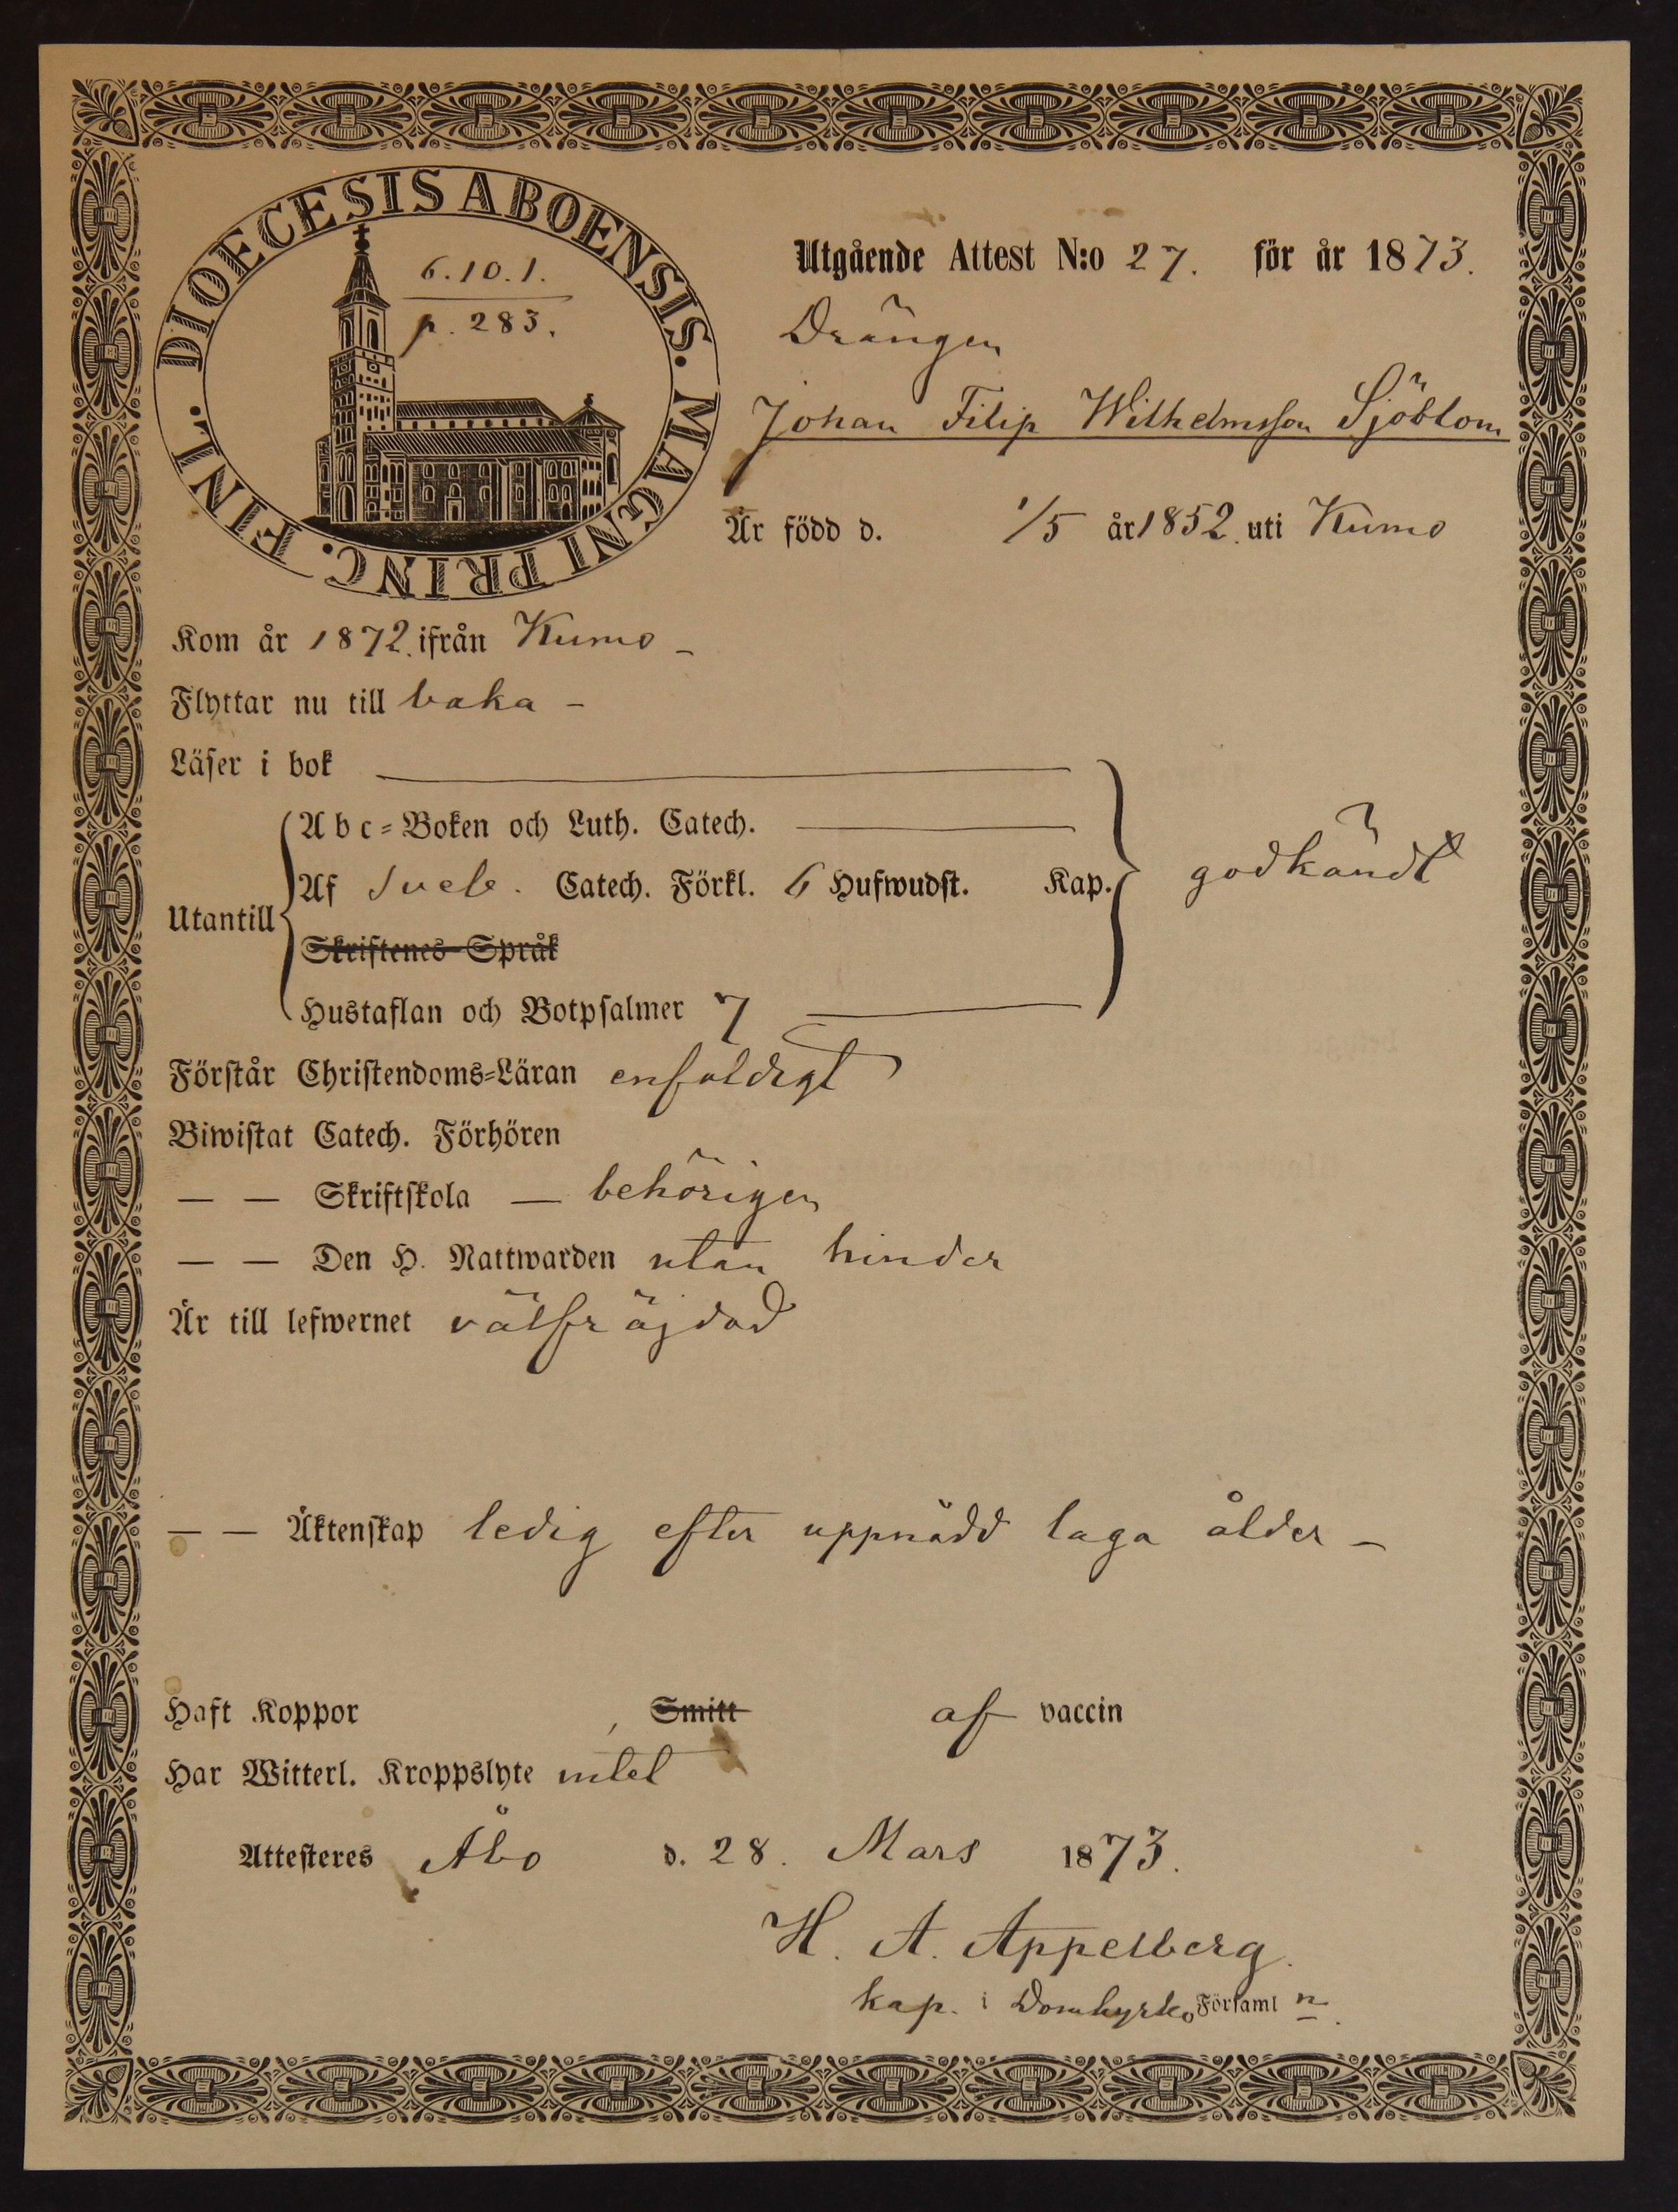 DIOECESIS ABOENSIS. MAGNI PRINC. FINL.
6.10.1.
p. 283.
Utgående Attest N:o 27. för år 1873.
Drängen
Johan Filip Wilhelmsson Sjöblom
Är född d. 1/5 år 1852. uti Kumo
Kom år 1872. ifrån Kumo –
Flyttar nu till baka –
Läser i bok
Abc=Boken och Luth. Catech.
Af Sveb. Catech. Förkl. 6 Hufwudst. Kap.
godkändt
Utantill
Skriftenes Språk
Hustaflan och Botpsalmer 7
Förstår Christendoms=Läran enfaldigt
Biwistat Catech. Förhören
— — Skriftskola — behörigen
— — Den H. Nattwarden utan hinder
Är till lefwernet välfräjdad
— — Äktenskap ledig efter uppnådd laga ålder –
Haft Koppor , Smitt af vaccin
Har Witterl. Kroppslyte intet
Attesteres Åbo d. 28. Mars 1873.
H. A. Appelberg.
kap. i Domkyrko Församl n.